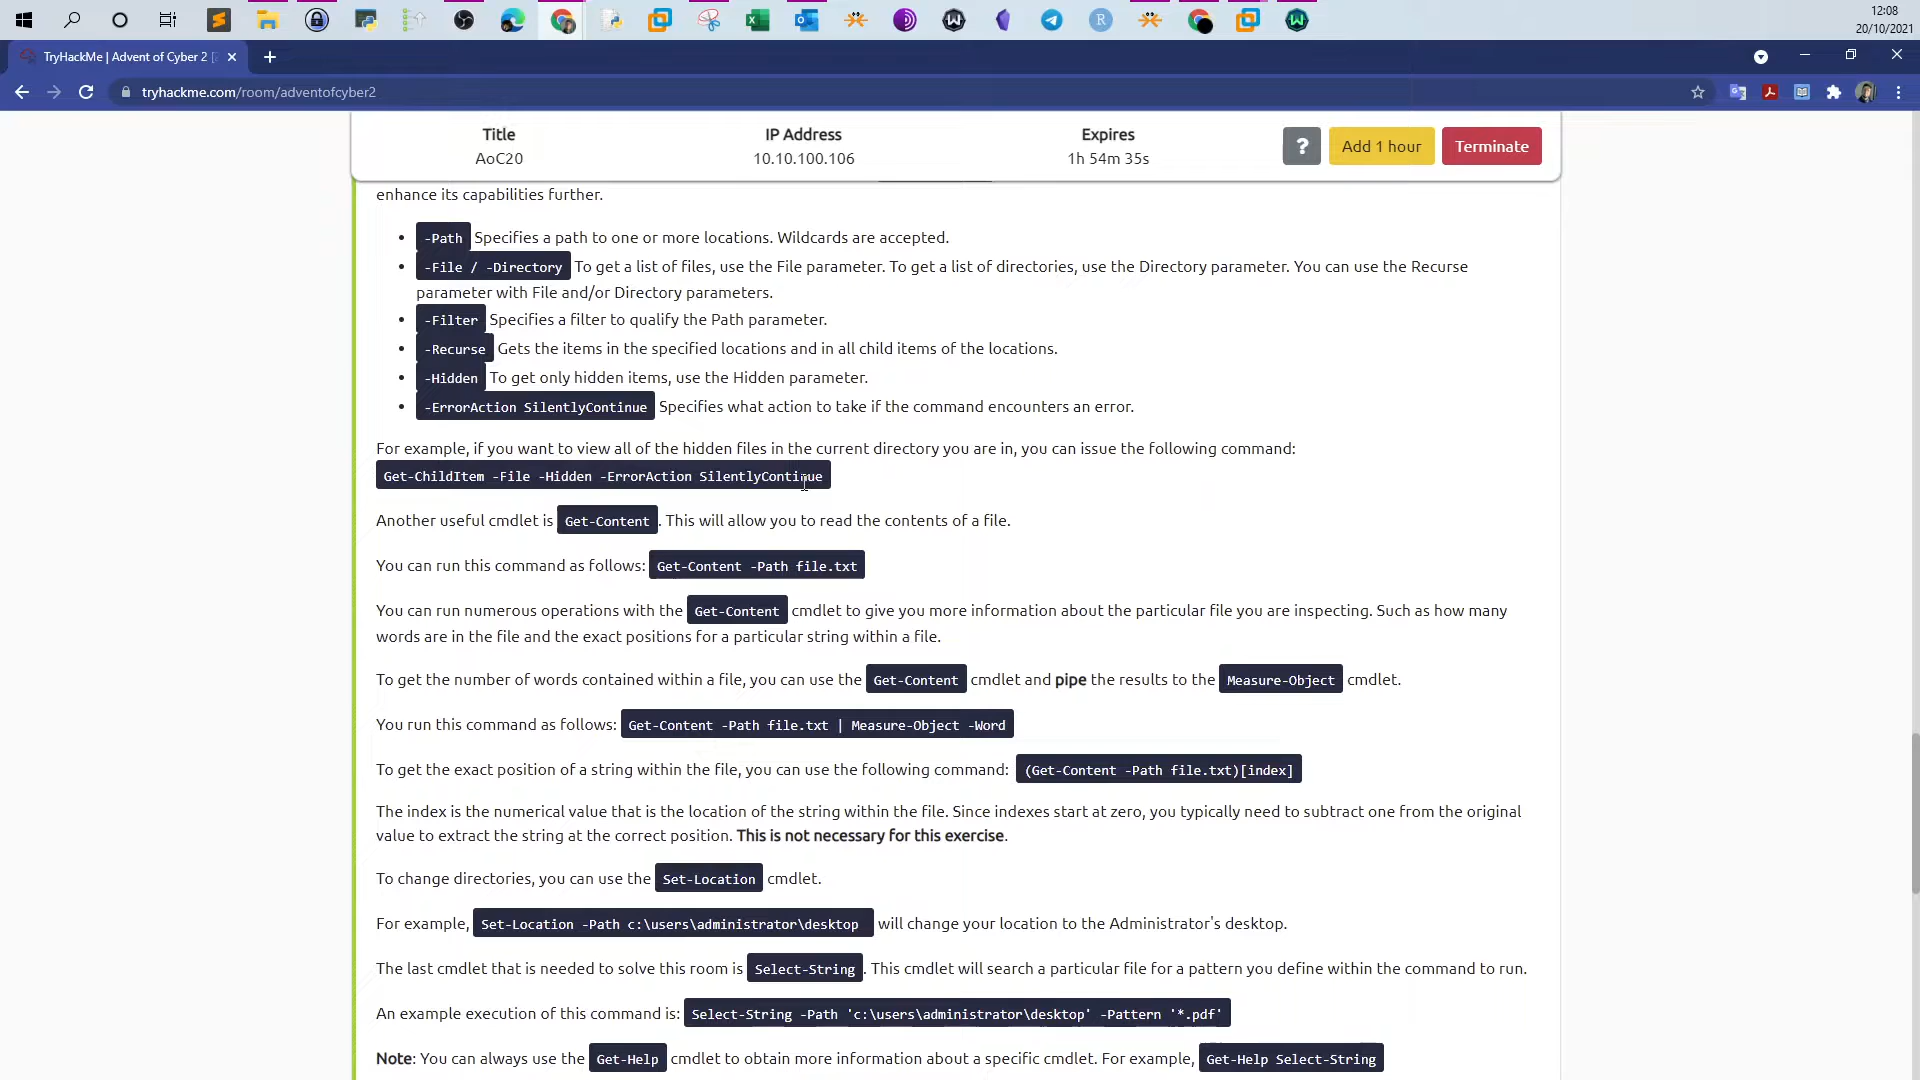 12:08
20/10/2021
TryHackMe | Advent of Cyber 2 [
tryhackme.com/room/adventofcyber2
Title
AoC20
IP Address
10.10.100.106
Expires
1h 54m 35s
?
Add 1 hour
Terminate
enhance its capabilities further.
-Path Specifies a path to one or more locations. Wildcards are accepted.
-File / -Directory To get a list of files, use the File parameter. To get a list of directories, use the Directory parameter. You can use the Recurse
parameter with File and/or Directory parameters.
-Filter Specifies a filter to qualify the Path parameter.
-Recurse Gets the items in the specified locations and in all child items of the locations.
-Hidden To get only hidden items, use the Hidden parameter.
-ErrorAction SilentlyContinue Specifies what action to take if the command encounters an error.
For example, if you want to view all of the hidden files in the current directory you are in, you can issue the following command:
Get-ChildItem -File -Hidden -ErrorAction SilentlyContinue
Another useful cmdlet is Get-Content. This will allow you to read the contents of a file.
You can run this command as follows: Get-Content -Path file.txt
You can run numerous operations with the Get-Content cmdlet to give you more information about the particular file you are inspecting. Such as how many
words are in the file and the exact positions for a particular string within a file.
To get the number of words contained within a file, you can use the Get-Content cmdlet and pipe the results to the Measure-Object cmdlet.
You run this command as follows: Get-Content -Path file.txt | Measure-Object -Word
To get the exact position of a string within the file, you can use the following command: (Get-Content -Path file.txt)[index]
The index is the numerical value that is the location of the string within the file. Since indexes start at zero, you typically need to subtract one from the original
value to extract the string at the correct position. This is not necessary for this exercise.
To change directories, you can use the Set-Location cmdlet.
For example, Set-Location -Path c:\users\administrator\desktop will change your location to the Administrator's desktop.
The last cmdlet that is needed to solve this room is Select-String. This cmdlet will search a particular file for a pattern you define within the command to run.
An example execution of this command is: Select-String -Path 'c:\users\administrator\desktop' -Pattern '*.pdf'
Note: You can always use the Get-Help cmdlet to obtain more information about a specific cmdlet. For example, Get-Help Select-String